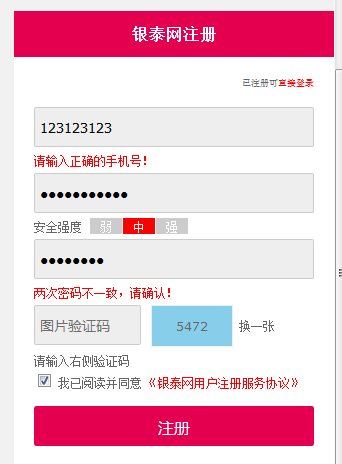 银泰网注册
已注册可直接登录
123123123
请输入正确的手机号！
●●●●●●●●●●●
安全强度 弱 中 强
●●●●●●●●
两次密码不一致，请确认！
图片验证码 5472 换一张
请输入右侧验证码
我已阅读并同意《银泰网用户注册服务协议》
注册